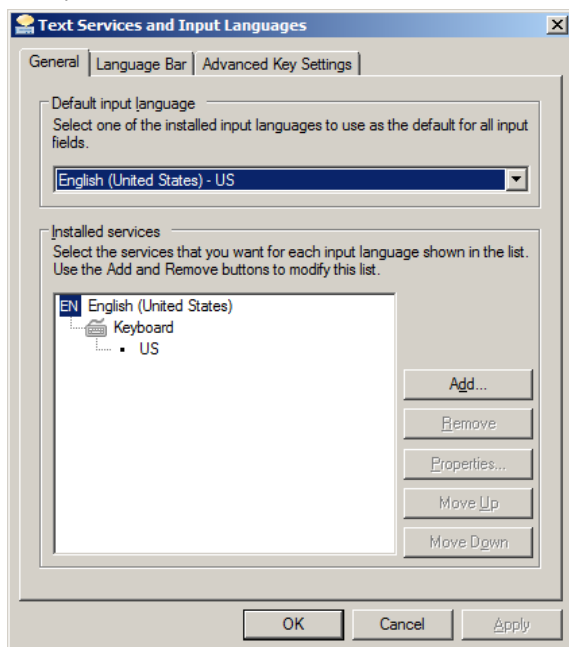 Text Services and Input Languages
General
Language Bar
Advanced Key Settings
Default input language
Select one of the installed input languages to use as the default for all input
fields.
English (United States) - US
Installed services
Select the services that you want for each input language shown in the list.
Use the Add and Remove buttons to modify this list.
EN English (United States)
Keyboard
US
Add...
Remove
Properties...
Move Up
Move Down
OK
Cancel
Apply